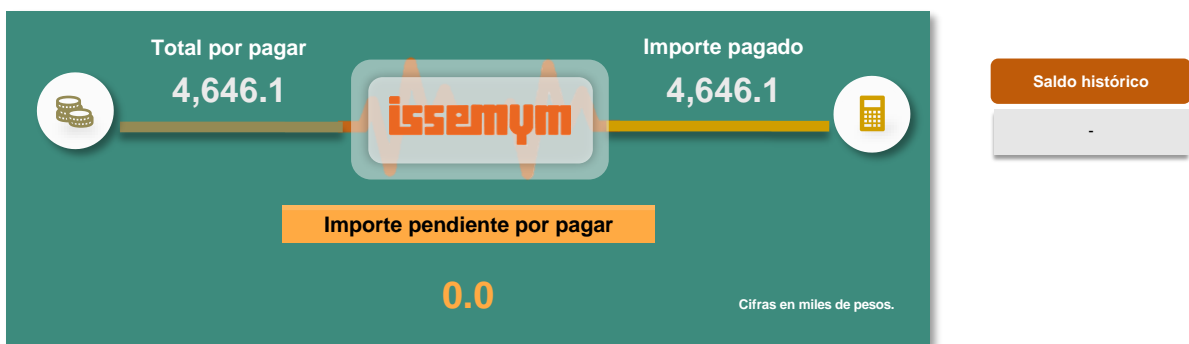 Total por pagar
4,646.1
issemym
Importe pagado
4,646.1
Saldo histórico
-
Importe pendiente por pagar
0.0
Cifras en miles de pesos.